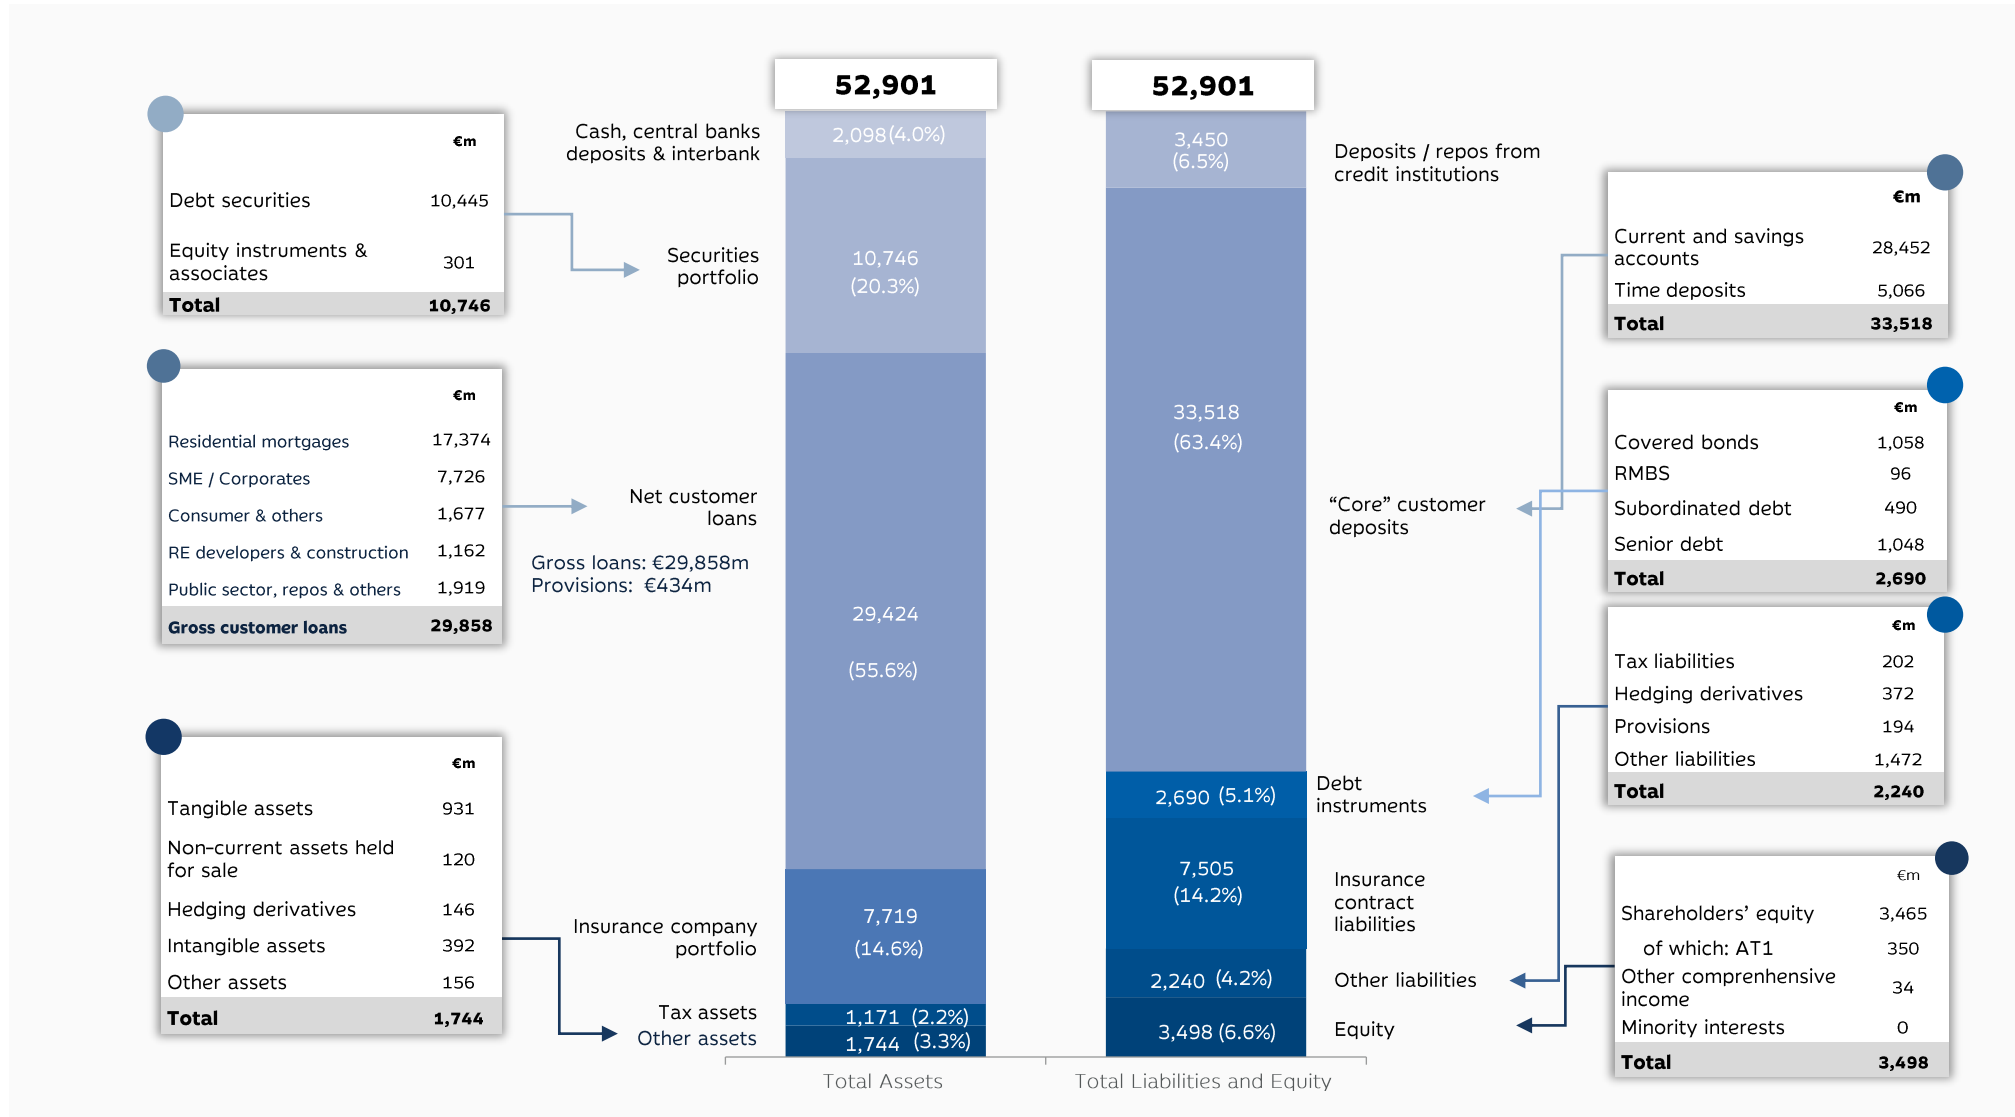 €m
Debt securities 10,445
Equity instruments &
associates 301
Total 10,746
€m
Residential mortgages 17,374
SME / Corporates 7,726
Consumer & others 1,677
RE developers & construction 1,162
Public sector, repos & others 1,919
Gross customer loans 29,858
€m
Tangible assets 931
Non-current assets held
for sale 120
Hedging derivatives 146
Intangible assets 392
Other assets 156
Total 1,744
Cash, central banks
deposits & interbank
Securities
portfolio
Net customer
loans
Gross loans: €29,858m
Provisions: €434m
Insurance company
portfolio
Tax assets
Other assets
52,901
2,098(4.0%)
10,746
(20.3%)
29,424
(55.6%)
7,719
(14.6%)
1,171 (2.2%)
1,744 (3.3%)
Total Assets
52,901
3,450
(6.5%)
33,518
(63.4%)
2,690 (5.1%)
7,505
(14.2%)
2,240 (4.2%)
3,498 (6.6%)
Total Liabilities and Equity
Deposits / repos from
credit institutions
“Core” customer
deposits
Debt
instruments
Insurance
contract
liabilities
Other liabilities
Equity
€m
Current and savings
accounts 28,452
Time deposits 5,066
Total 33,518
€m
Covered bonds 1,058
RMBS 96
Subordinated debt 490
Senior debt 1,048
Total 2,690
€m
Tax liabilities 202
Hedging derivatives 372
Provisions 194
Other liabilities 1,472
Total 2,240
€m
Shareholders’ equity 3,465
of which: AT1 350
Other comprenhensive
income 34
Minority interests 0
Total 3,498